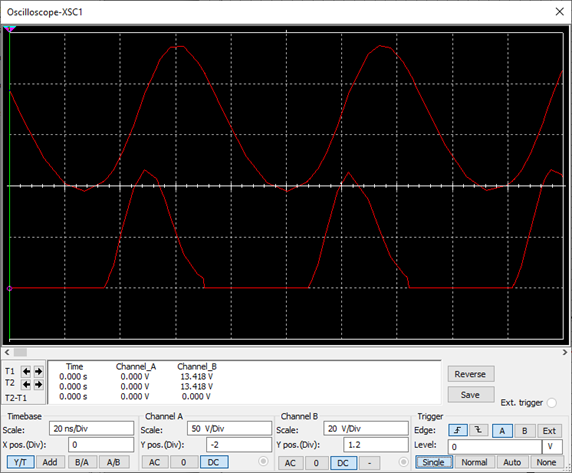 Oscilloscope-XSC1
T1
T2
T2-T1
Time Channel_A Channel_B
0.000 s 0.000 V 13.418 V
0.000 s 0.000 V 13.418 V
0.000 s 0.000 V 0.000 V
Reverse
Save
Ext. trigger
Timebase
Scale: 20 ns/Div
X pos.(Div): 0
Y/T Add B/A A/B
Channel A
Scale: 50 V/Div
Y pos.(Div): -2
AC 0 DC
Channel B
Scale: 20 V/Div
Y pos.(Div): 1.2
AC 0 DC -
Trigger
Edge: A B Ext
Level: 0 V
Single Normal Auto None